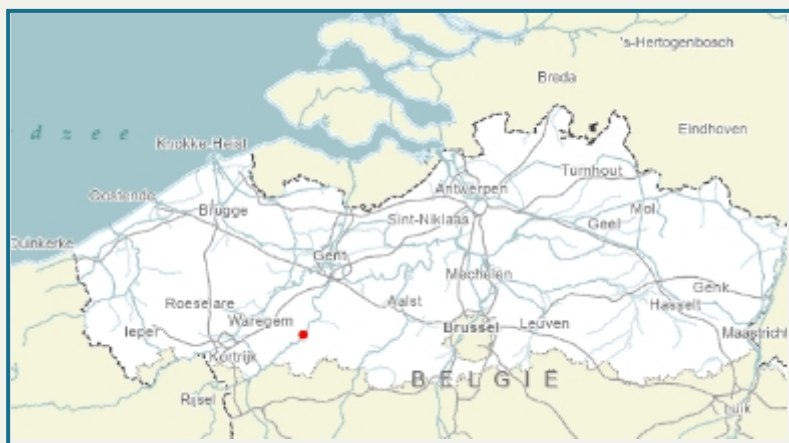 's-Hertogenbosch
Breda
Eindhoven
d z e e
Knokke-Heist
Turnhout
Antwerpen
Oostende
Brugge
Mol
Sint-Niklaas
Geel
Duinkerke
Gent
Mechelen
Genk
Roeselare
Aalst
Hasselt
Waregem
Brussel
Leuven
Ieper
Maastricht
Kortrijk
BELGIË
Rijsel
Luik